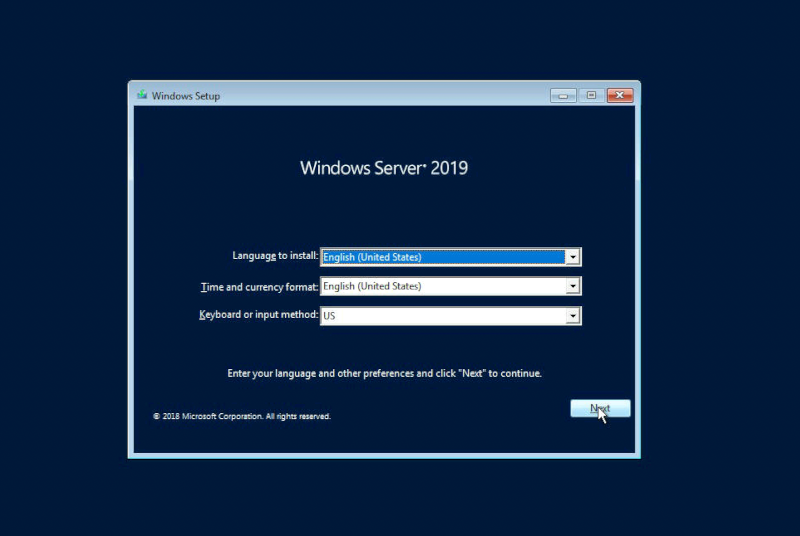 Windows Setup
Windows Server® 2019
Language to install: English (United States)
Time and currency format: English (United States)
Keyboard or input method: US
Enter your language and other preferences and click "Next" to continue.
Next
© 2018 Microsoft Corporation. All rights reserved.